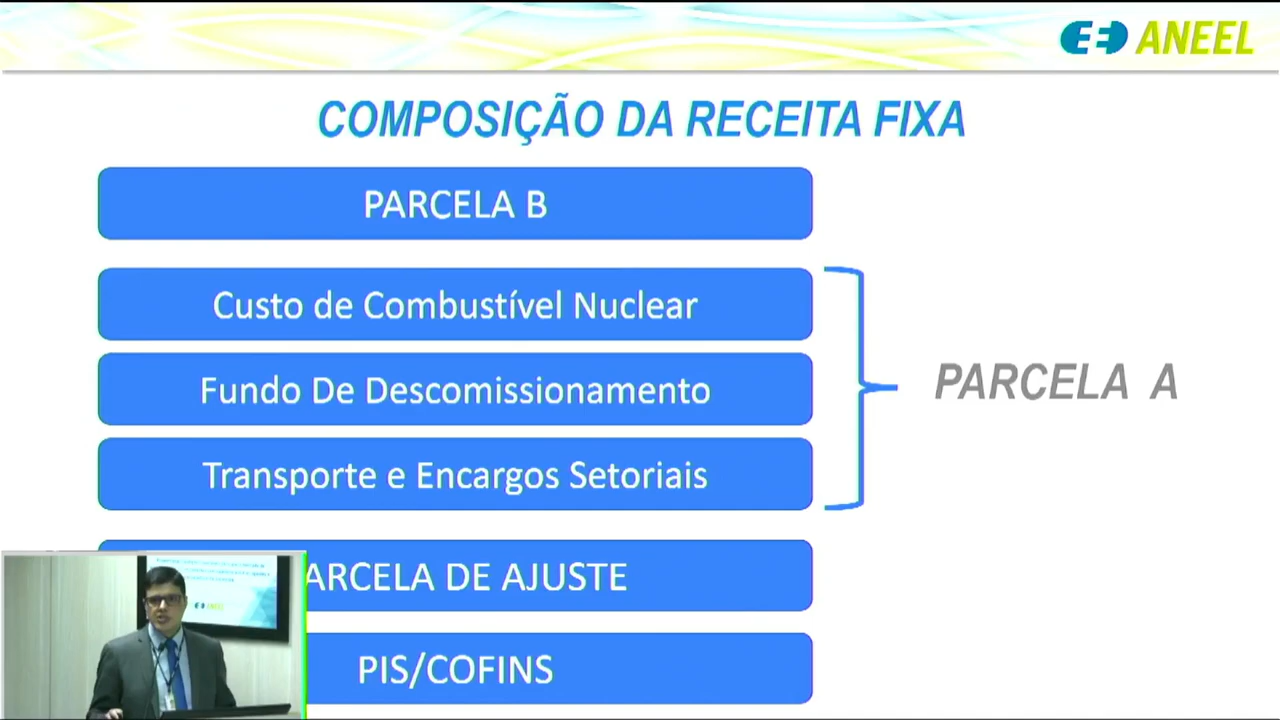 ANEEL
COMPOSIÇÃO DA RECEITA FIXA
PARCELA B
Custo de Combustível Nuclear
Fundo De Descomissionamento
Transporte e Encargos Setoriais
PARCELA A
ARCELA DE AJUSTE
PIS/COFINS
ANEEL